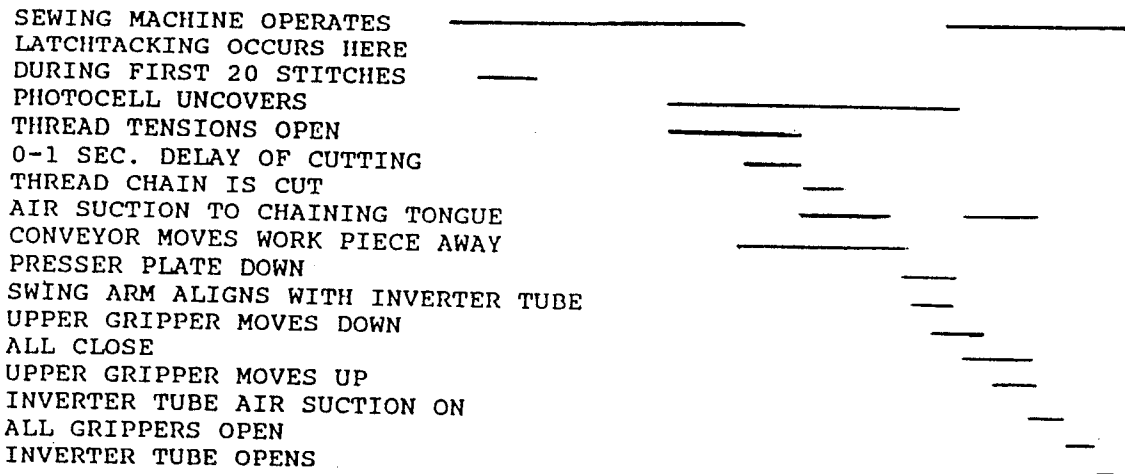 SEWING MACHINE OPERATES
LATCHTACKING OCCURS HERE
DURING FIRST 20 STITCHES
PHOTOCELL UNCOVERS
THREAD TENSIONS OPEN
0-1 SEC. DELAY OF CUTTING
THREAD CHAIN IS CUT
AIR SUCTION TO CHAINING TONGUE
CONVEYOR MOVES WORK PIECE AWAY
PRESSER PLATE DOWN
SWING ARM ALIGNS WITH INVERTER TUBE
UPPER GRIPPER MOVES DOWN
ALL CLOSE
UPPER GRIPPER MOVES UP
INVERTER TUBE AIR SUCTION ON
ALL GRIPPERS OPEN
INVERTER TUBE OPENS